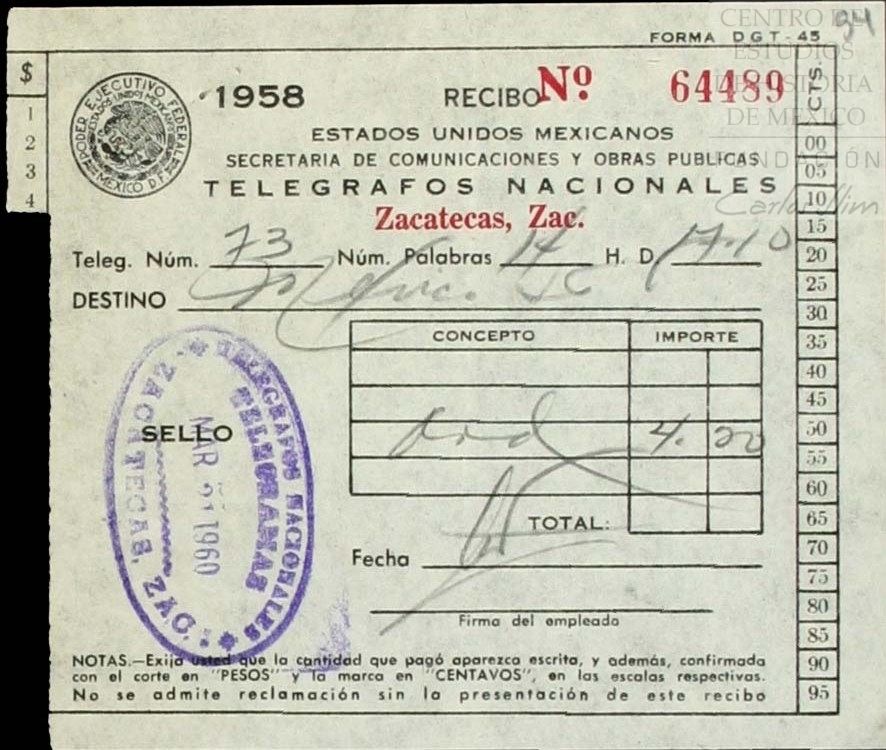 94
FORMA DGT-45
CENTRO DE
ESTUDIOS
DE HISTORIA
DE MEXICO
FUNDACIÓN
Carlos Slim
$
1
2
3
4
PODER EJECUTIVO FEDERAL
ESTADOS UNIDOS MEXICANOS
MEXICO D.F.
1958 RECIBO Nº 64489
ESTADOS UNIDOS MEXICANOS
SECRETARIA DE COMUNICACIONES Y OBRAS PUBLICAS
TELEGRAFOS NACIONALES
Zacatecas, Zac.
Teleg. Núm. 73 Núm. Palabras 14 H. D. 17-10
DESTINO Mexico
CONCEPTO IMPORTE
ord 4.20
TOTAL:
SELLO
TELEGRAFOS NACIONALES
TELEGRAMAS
MAR 1960
ZACATECAS, ZAC.
Fecha
Firma del empleado
NOTAS.—Exija usted que la cantidad que pagó aparezca escrita, y además, confirmada
con el corte en "PESOS" y la marca en "CENTAVOS", en las escalas respectivas.
No se admite reclamación sin la presentación de este recibo
CTS.
00
05
10
15
20
25
30
35
40
45
50
55
60
65
70
75
80
85
90
95